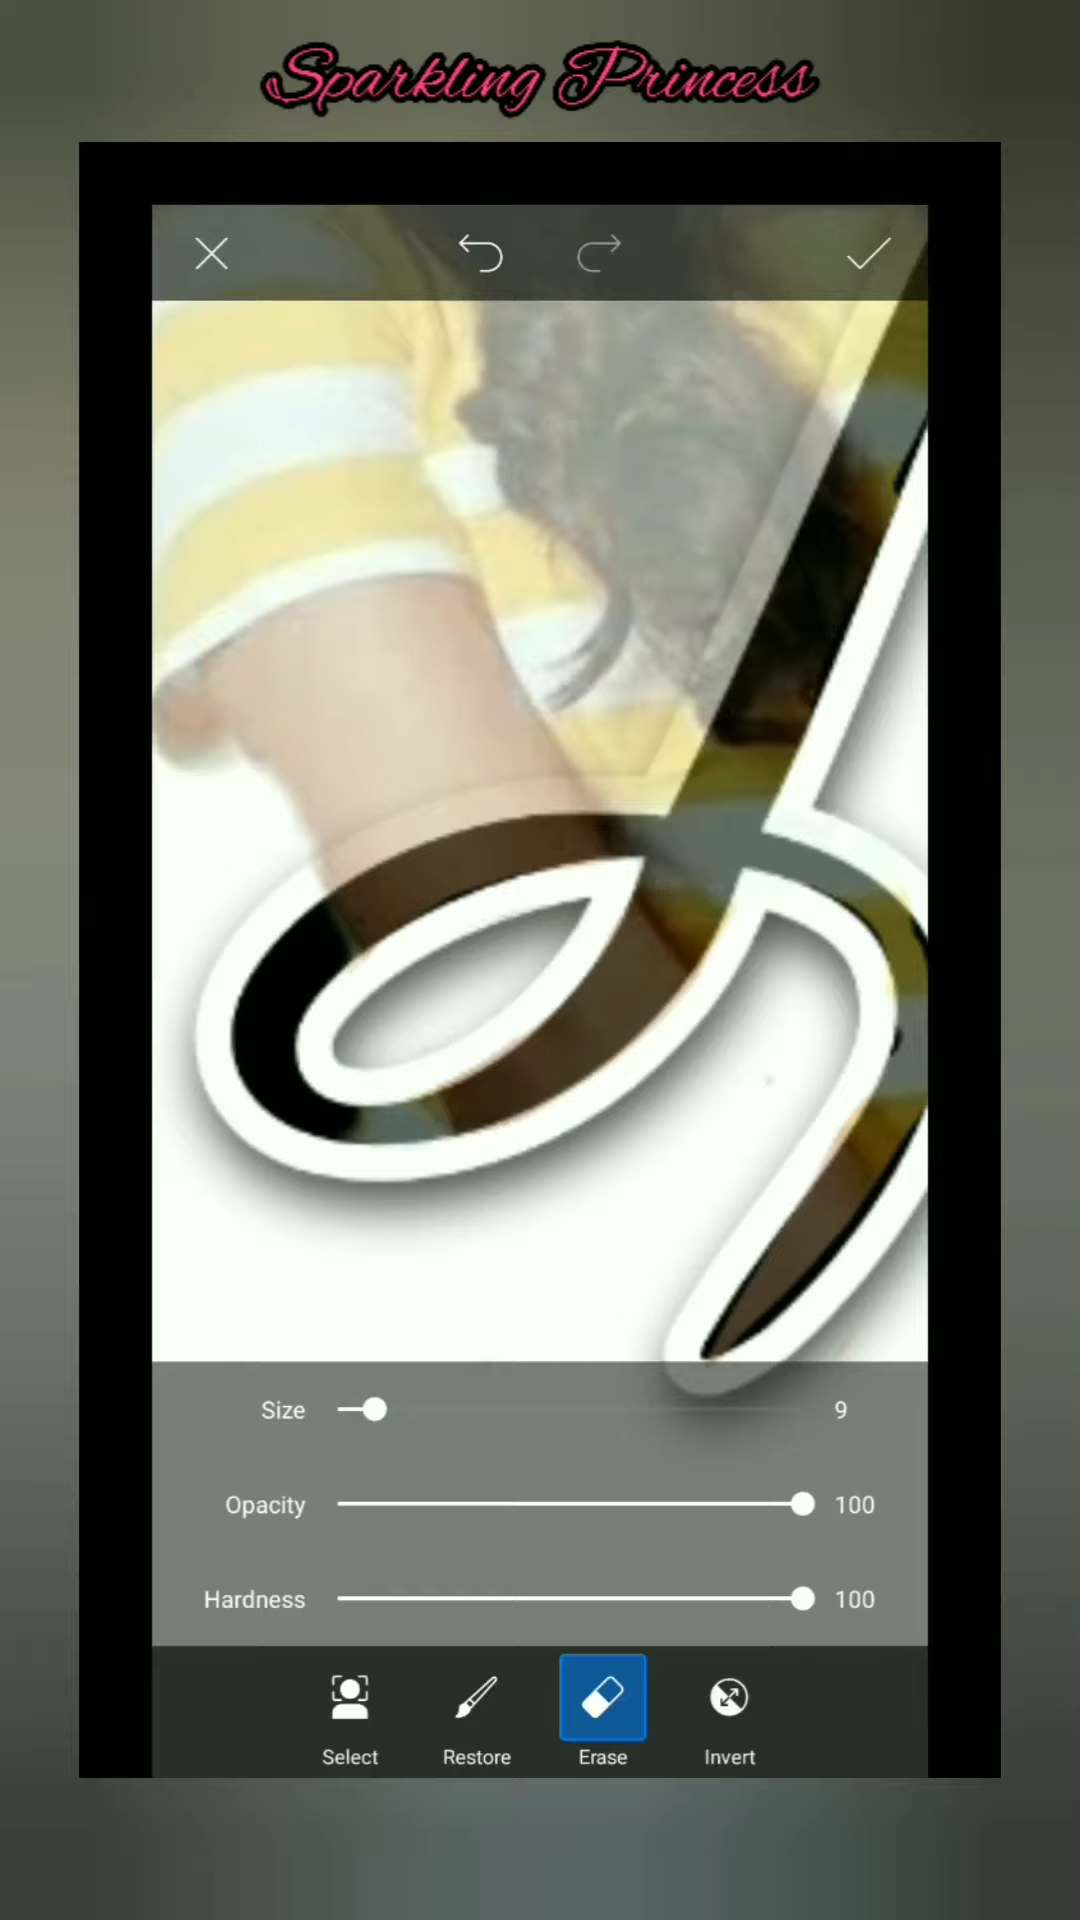 Sparkling Princess
Size 9
Opacity 100
Hardness 100
Select Restore Erase Invert